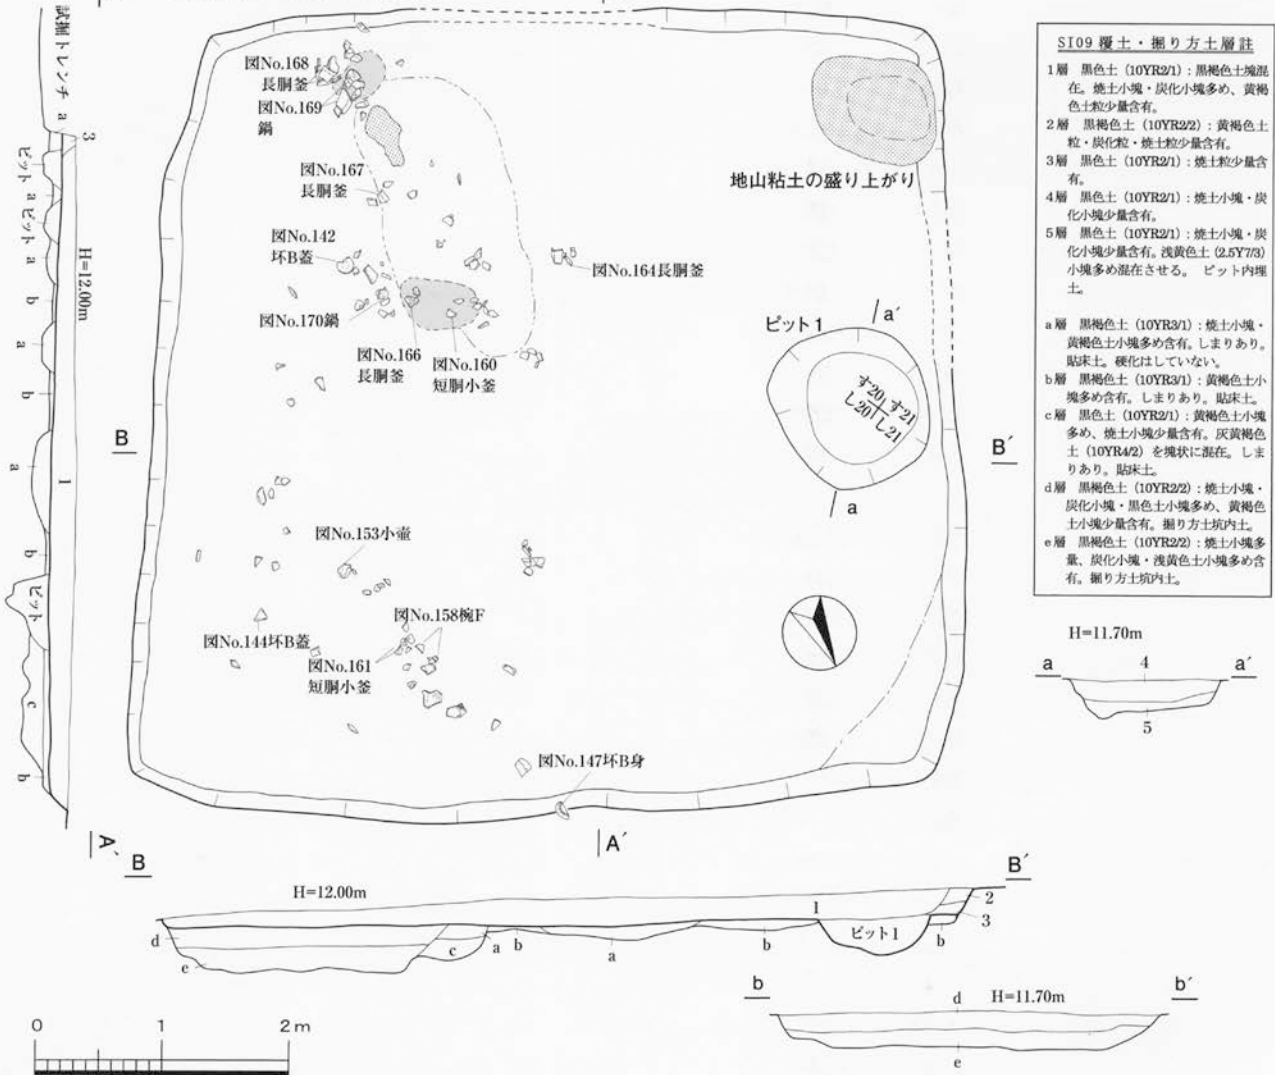 試掘トレンチ
a
3
ピット
a
ピット
a
b
a
b
a
b
ピット
c
b
H=12.00m
1
図No.168
長胴釜
図No.169
鍋
図No.167
長胴釜
図No.142
坏B蓋
図No.170鍋
図No.166
長胴釜
図No.160
短胴小釜
図No.164長胴釜
地山粘土の盛り上がり
ピット1
a′
す20 す21
し20 し21
a
B
B′
図No.153小壷
図No.158椀F
図No.144坏B蓋
図No.161
短胴小釜
図No.147坏B身
A′
A′
SI09 覆土・掘り方土層註
1層 黒色土 (10YR2/1) : 黒褐色土塊混
在。焼土小塊・炭化小塊多め、黄褐
色土粒少量含有。
2層 黒褐色土 (10YR2/2) : 黄褐色土
粒・炭化粒・焼土粒少量含有。
3層 黒色土 (10YR2/1) : 焼土粒少量含
有。
4層 黒色土 (10YR2/1) : 焼土小塊・炭
化小塊少量含有。
5層 黒色土 (10YR2/1) : 焼土小塊・炭
化小塊少量含有。浅黄色土 (2.5Y7/3)
小塊多め混在させる。 ピット内埋
土。
a層 黒褐色土 (10YR3/1) : 焼土小塊・
黄褐色土小塊多め含有。しまりあり。
貼床土。硬化はしていない。
b層 黒褐色土 (10YR3/1) : 黄褐色土小
塊多め含有。しまりあり。貼床土。
c層 黒色土 (10YR2/1) : 黄褐色土小塊
多め、焼土小塊少量含有。灰黄褐色
土 (10YR4/2) を塊状に混在。しま
りあり。貼床土。
d層 黒褐色土 (10YR2/2) : 焼土小塊・
炭化小塊・黒色土小塊多め、黄褐色
土小塊少量含有。掘り方土坑内土。
e層 黒褐色土 (10YR2/2) : 焼土小塊多
量、炭化小塊・浅黄色土小塊多め含
有。掘り方土坑内土。
H=11.70m
a 4 a′
5
B B′
H=12.00m
1 2
3
d e c a b a b ピット1 b
b d H=11.70m b′
e
0 1 2m